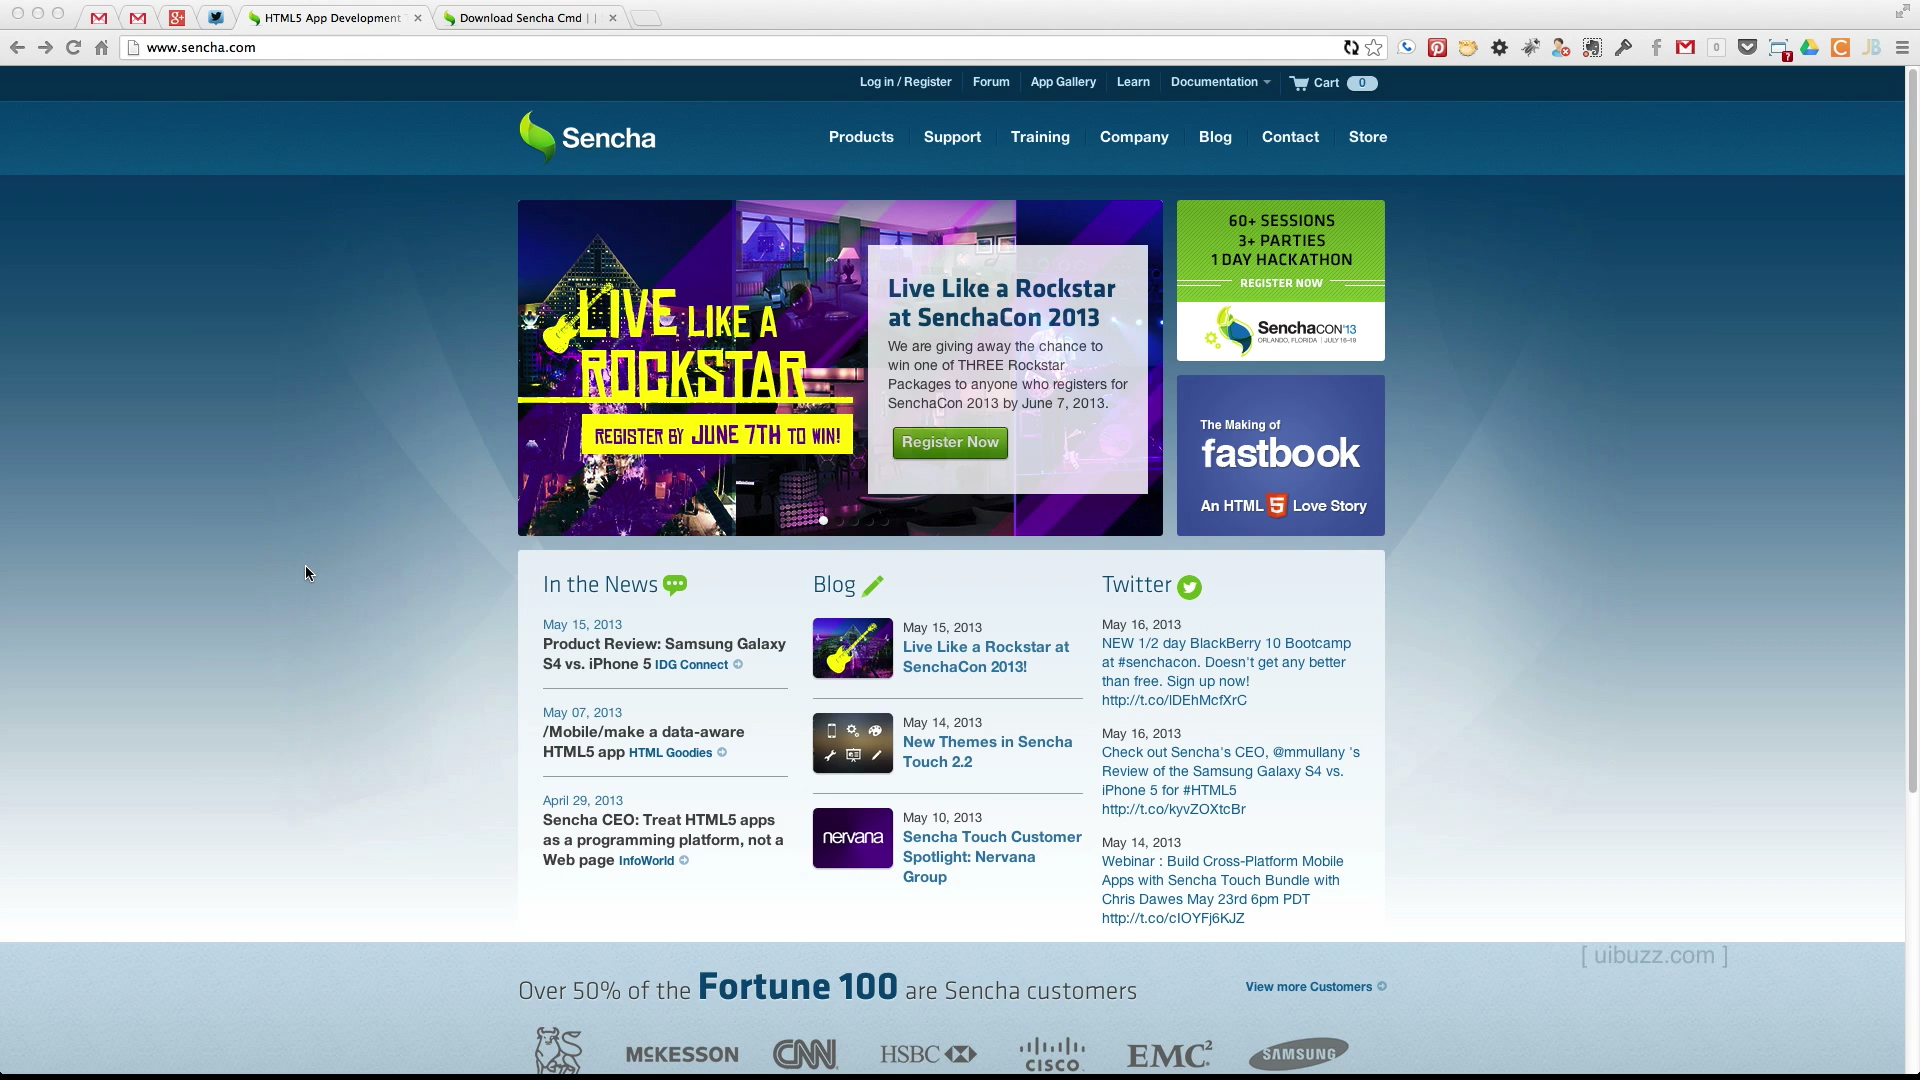 HTML5 App Development
Download Sencha Cmd | |
www.sencha.com
Log in / Register
Forum
App Gallery
Learn
Documentation
Cart
0
Sencha
Products
Support
Training
Company
Blog
Contact
Store
LIVE LIKE A
ROCKSTAR
REGISTER BY JUNE 7TH TO WIN!
Live Like a Rockstar
at SenchaCon 2013
We are giving away the chance to
win one of THREE Rockstar
Packages to anyone who registers for
SenchaCon 2013 by June 7, 2013.
Register Now
60+ SESSIONS
3+ PARTIES
1 DAY HACKATHON
REGISTER NOW
SenchaCON'13
ORLANDO, FLORIDA | JULY 16-19
The Making of
fastbook
An HTML 5 Love Story
In the News
May 15, 2013
Product Review: Samsung Galaxy
S4 vs. iPhone 5 IDG Connect
May 07, 2013
/Mobile/make a data-aware
HTML5 app HTML Goodies
April 29, 2013
Sencha CEO: Treat HTML5 apps
as a programming platform, not a
Web page InfoWorld
Blog
May 15, 2013
Live Like a Rockstar at
SenchaCon 2013!
May 14, 2013
New Themes in Sencha
Touch 2.2
nervana
May 10, 2013
Sencha Touch Customer
Spotlight: Nervana
Group
Twitter
May 16, 2013
NEW 1/2 day BlackBerry 10 Bootcamp
at #senchacon. Doesn't get any better
than free. Sign up now!
http://t.co/lDEhMcfXrC
May 16, 2013
Check out Sencha's CEO, @mmullany 's
Review of the Samsung Galaxy S4 vs.
iPhone 5 for #HTML5
http://t.co/kyvZOXtcBr
May 14, 2013
Webinar : Build Cross-Platform Mobile
Apps with Sencha Touch Bundle with
Chris Dawes May 23rd 6pm PDT
http://t.co/cIOYFj6KJZ
[ uibuzz.com ]
Over 50% of the Fortune 100 are Sencha customers
View more Customers
MCKESSON
CNN
HSBC
CISCO
EMC²
SAMSUNG